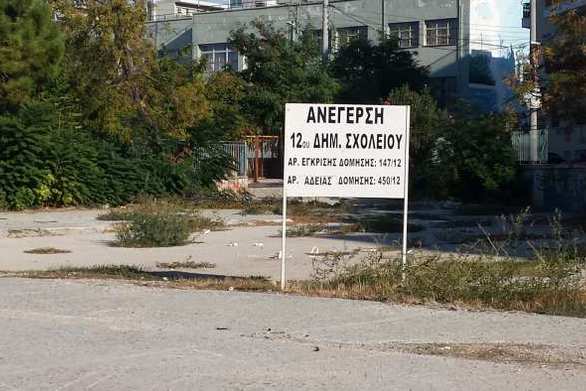 ΑΝΕΓΕΡΣΗ
12ου ΔΗΜ. ΣΧΟΛΕΙΟΥ
ΑΡ. ΕΓΚΡΙΣΗΣ ΔΟΜΗΣΗΣ: 147/12
ΑΡ. ΑΔΕΙΑΣ ΔΟΜΗΣΗΣ: 450/12